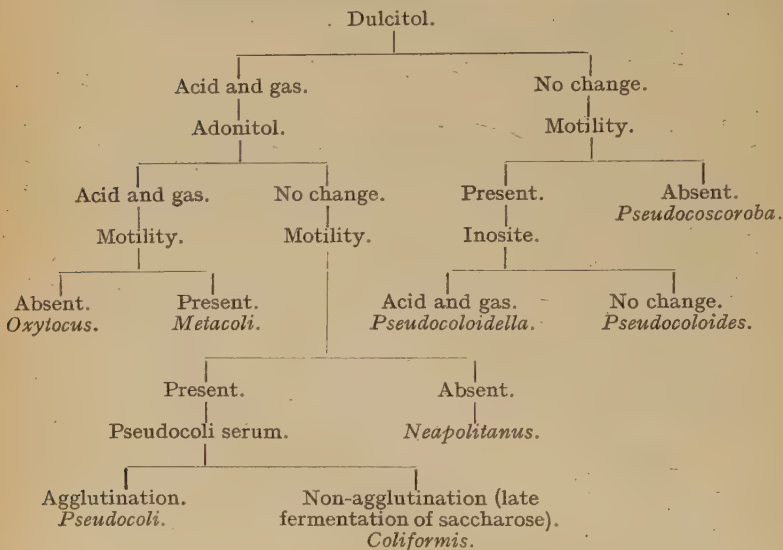 Dulcitol.
Acid and gas. No change.
Adonitol. Motility.
Acid and gas. No change. Present. Absent.
Pseudocoscoroba.
Motility. Motility. Inosite.
Absent. Present. Acid and gas. No change.
Oxytocus. Metacoli. Pseudocoloidella. Pseudocoloides.
Present. Absent.
Pseudocoli serum. Neapolitanus.
Agglutination. Non-agglutination (late
Pseudocoli. fermentation of saccharose).
Coliformis.